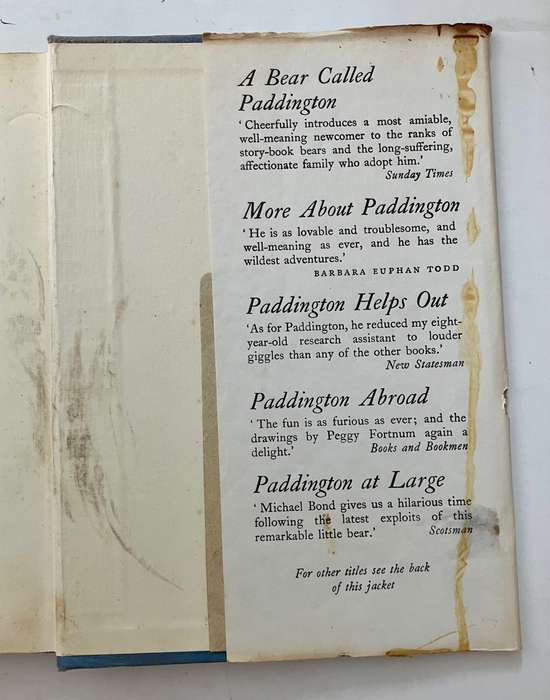 A Bear Called
Paddington
‘Cheerfully introduces a most amiable,
well-meaning newcomer to the ranks of
story-book bears and the long-suffering,
affectionate family who adopt him.’
Sunday Times
More About Paddington
‘He is as lovable and troublesome, and
well-meaning as ever, and he has the
wildest adventures.’
BARBARA EUPHAN TODD
Paddington Helps Out
‘As for Paddington, he reduced my eight-
year-old research assistant to louder
giggles than any of the other books.’
New Statesman
Paddington Abroad
‘The fun is as furious as ever; and the
drawings by Peggy Fortnum again a
delight.’ Books and Bookmen
Paddington at Large
‘Michael Bond gives us a hilarious time
following the latest exploits of this
remarkable little bear.’ Scotsman
For other titles see the back
of this jacket